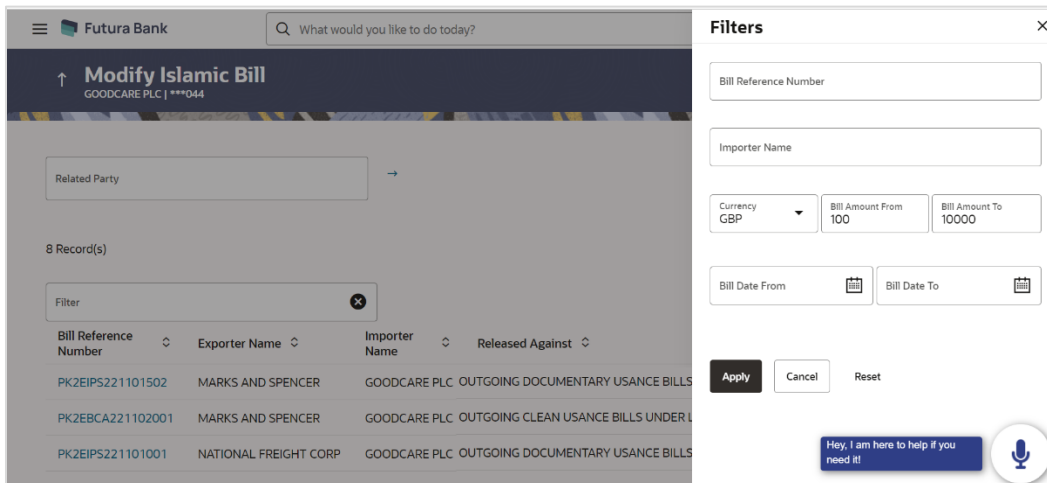 Futura Bank
What would you like to do today?
Modify Islamic Bill
GOODCARE PLC | ***044
Related Party
8 Record(s)
Filter
Bill Reference Number Exporter Name Importer Name Released Against
PK2EIPS221101502 MARKS AND SPENCER GOODCARE PLC OUTGOING DOCUMENTARY USANCE BILLS
PK2EBCA221102001 MARKS AND SPENCER GOODCARE PLC OUTGOING CLEAN USANCE BILLS UNDER L
PK2EIPS221101001 NATIONAL FREIGHT CORP GOODCARE PLC OUTGOING DOCUMENTARY USANCE BILLS
Filters
Bill Reference Number
Importer Name
Currency Bill Amount From Bill Amount To
GBP 100 10000
Bill Date From Bill Date To
Apply Cancel Reset
Hey, I am here to help if you
need it!